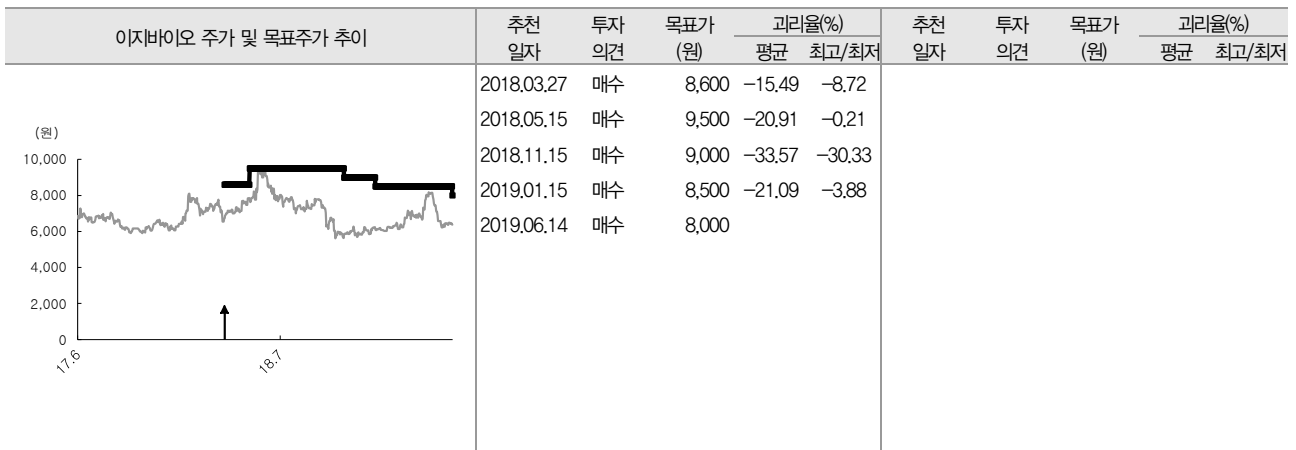 이지바이오 주가 및 목표주가 추이
추천 투자 목표가 괴리율(%)
일자 의견 (원) 평균 최고/최저
추천 투자 목표가 괴리율(%)
일자 의견 (원) 평균 최고/최저
2018.03.27 매수 8,600 -15.49 -8.72
2018.05.15 매수 9,500 -20.91 -0.21
2018.11.15 매수 9,000 -33.57 -30.33
2019.01.15 매수 8,500 -21.09 -3.88
2019.06.14 매수 8,000
(원)
10,000
8,000
6,000
4,000
2,000
0
17.6 18.7